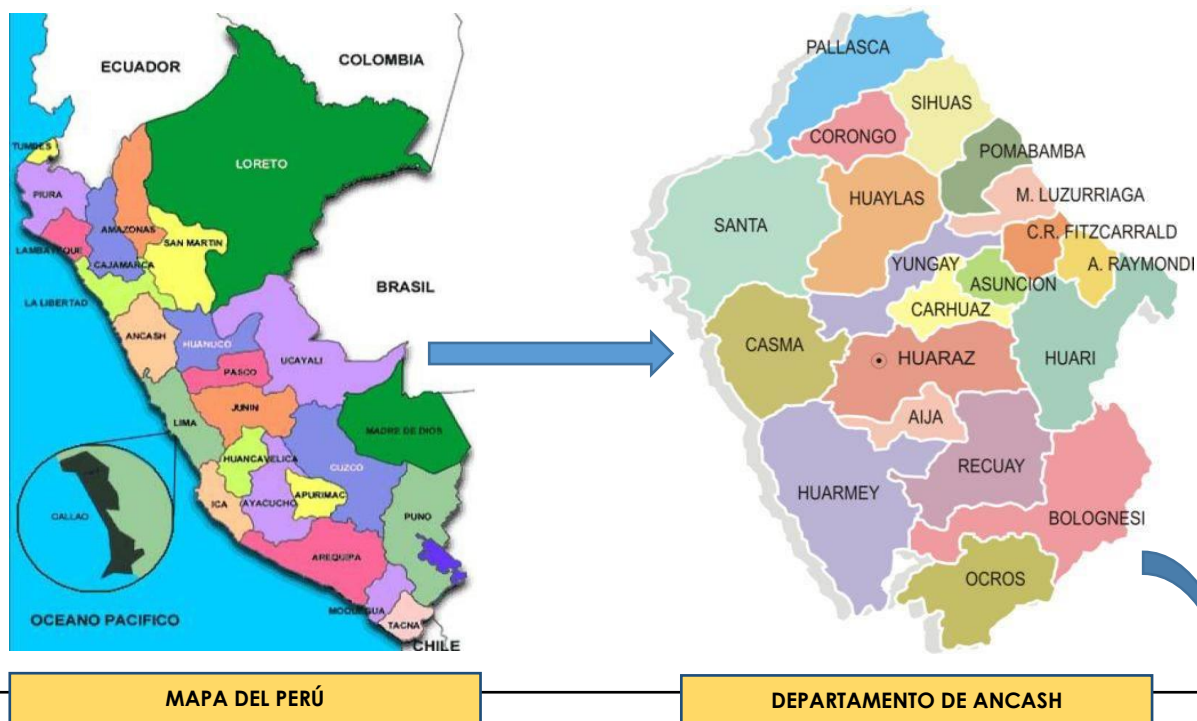 ECUADOR
COLOMBIA
TUMBES
LORETO
PIURA
AMAZONAS
SAN MARTIN
LAMBAYEQUE
CAJAMARCA
BRASIL
LA LIBERTAD
ANCASH
HUANUCO
UCAYALI
PASCO
JUNIN
LIMA
MADRE DE DIOS
HUANCAVELICA
CUZCO
ICA
AYACUCHO
APURIMAC
PUNO
CALLAO
AREQUIPA
MOQUEGUA
OCEANO PACIFICO
TACNA
CHILE
MAPA DEL PERÚ
PALLASCA
SIHUAS
CORONGO
POMABAMBA
HUAYLAS
M. LUZURRIAGA
SANTA
C.R. FITZCARRALD
YUNGAY
A. RAYMONDI
ASUNCION
CARHUAZ
CASMA
HUARAZ
HUARI
AIJA
RECUAY
HUARMEY
BOLOGNESI
OCROS
DEPARTAMENTO DE ANCASH